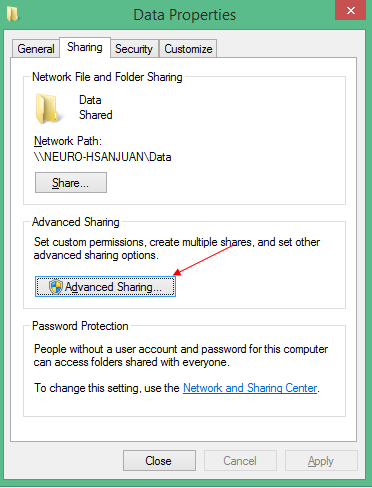 Data Properties
General Sharing Security Customize
Network File and Folder Sharing
Data
Shared
Network Path:
\\NEURO-HSANJUAN\Data
Share...
Advanced Sharing
Set custom permissions, create multiple shares, and set other
advanced sharing options.
Advanced Sharing...
Password Protection
People without a user account and password for this computer
can access folders shared with everyone.
To change this setting, use the Network and Sharing Center.
Close Cancel Apply